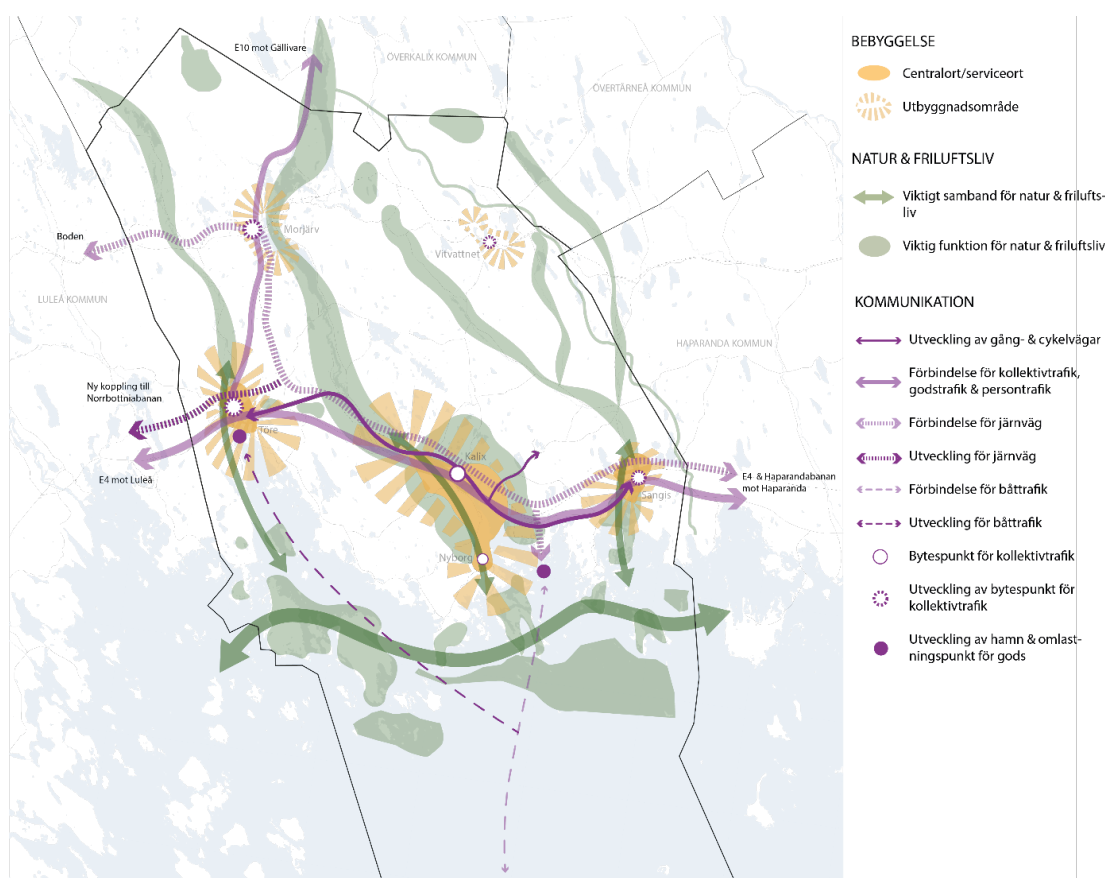 E10 mot Gällivare
ÖVERKALIX KOMMUN
ÖVERTÄRNEÅ KOMMUN
Morjärv
Boden
Vitvattnet
LULEÅ KOMMUN
HAPARANDA KOMMUN
Ny koppling till
Norrbottniabanan
Töre
E4 mot Luleå
Kalix
E4 & Haparandabanan
mot Haparanda
Sangis
Nyborg
BEBYGGELSE
Centralort/serviceort
Utbyggnadsområde
NATUR & FRILUFTSLIV
Viktigt samband för natur & frilufts-
liv
Viktig funktion för natur & friluftsliv
KOMMUNIKATION
Utveckling av gång- & cykelvägar
Förbindelse för kollektivtrafik,
godstrafik & persontrafik
Förbindelse för järnväg
Utveckling för järnväg
Förbindelse för båttrafik
Utveckling för båttrafik
Bytespunkt för kollektivtrafik
Utveckling av bytespunkt för
kollektivtrafik
Utveckling av hamn & omlast-
ningspunkt för gods